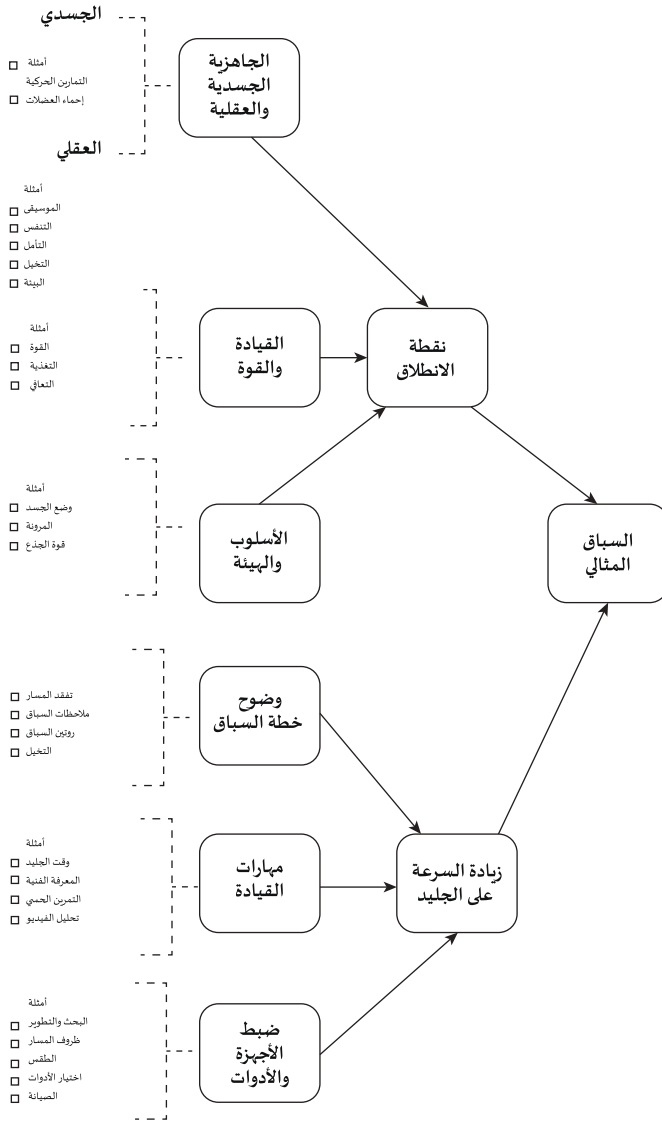 الجسدي
أمثلة
التمارين الحركية
إحماء العضلات
العقلي
أمثلة
الموسيقى
التنفس
التأمل
التخيل
البيئة
الجاهزية
الجسدية
والعقلية
أمثلة
القوة
التغذية
التعافي
القيادة
والقوة
نقطة
الانطلاق
أمثلة
وضع الجسد
المرونة
قوة الجذع
الأسلوب
والهيئة
السباق
المثالي
تفقد المسار
ملاحظات السباق
روتين السباق
التخيل
وضوح
خطة السباق
أمثلة
وقت الجليد
المعرفة الفنية
التمرين الحسي
تحليل الفيديو
مهارات
القيادة
زيادة السرعة
على الجليد
أمثلة
البحث والتطوير
ظروف المسار
الطقس
اختيار الأدوات
الصيانة
ضبط
الأجهزة
والأدوات